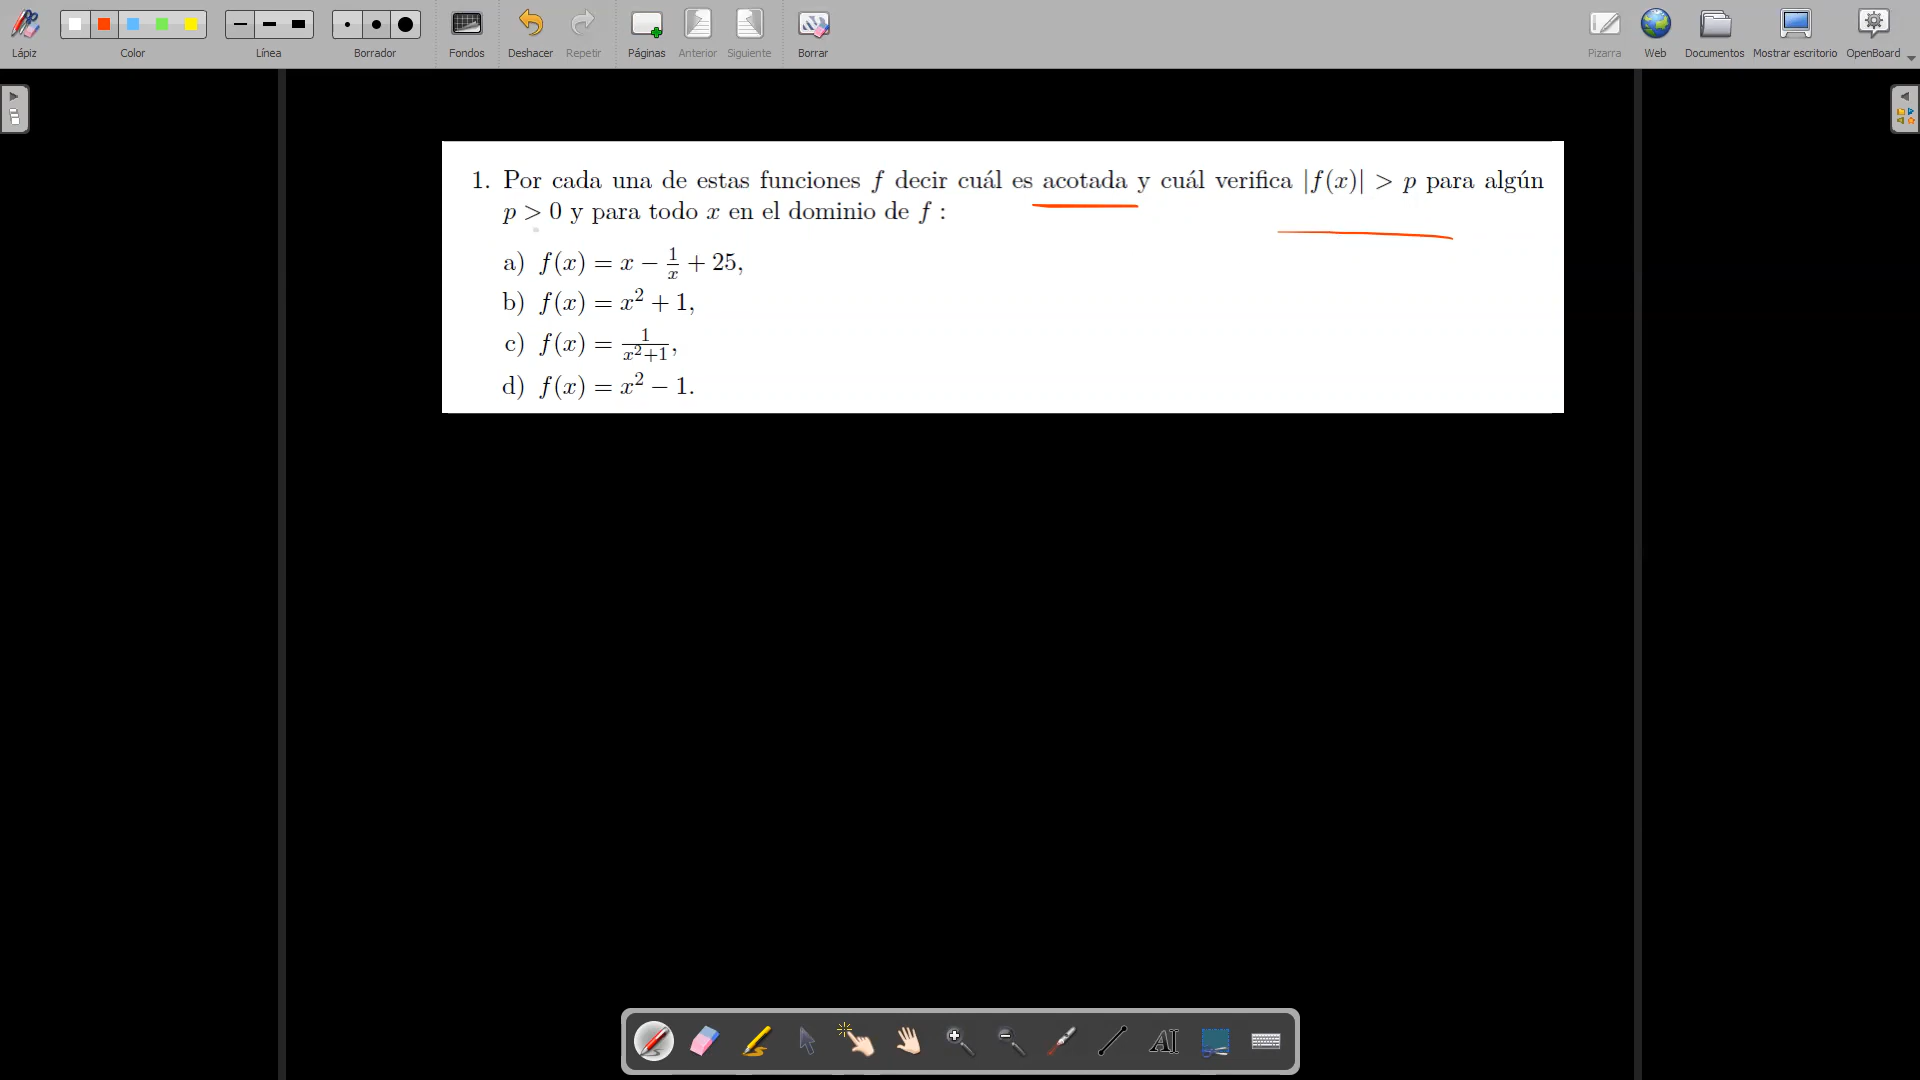 Lápiz
Color
Línea
Borrador
Fondos
Deshacer
Repetir
Páginas
Anterior
Siguiente
Borrar
Pizarra
Web
Documentos
Mostrar escritorio
OpenBoard
1. Por cada una de estas funciones f decir cuál es acotada y cuál verifica |f(x)| > p para algún
p > 0 y para todo x en el dominio de f :
a) f(x) = x − 1/x + 25,
b) f(x) = x² + 1,
c) f(x) = 1/(x²+1),
d) f(x) = x² − 1.
AI